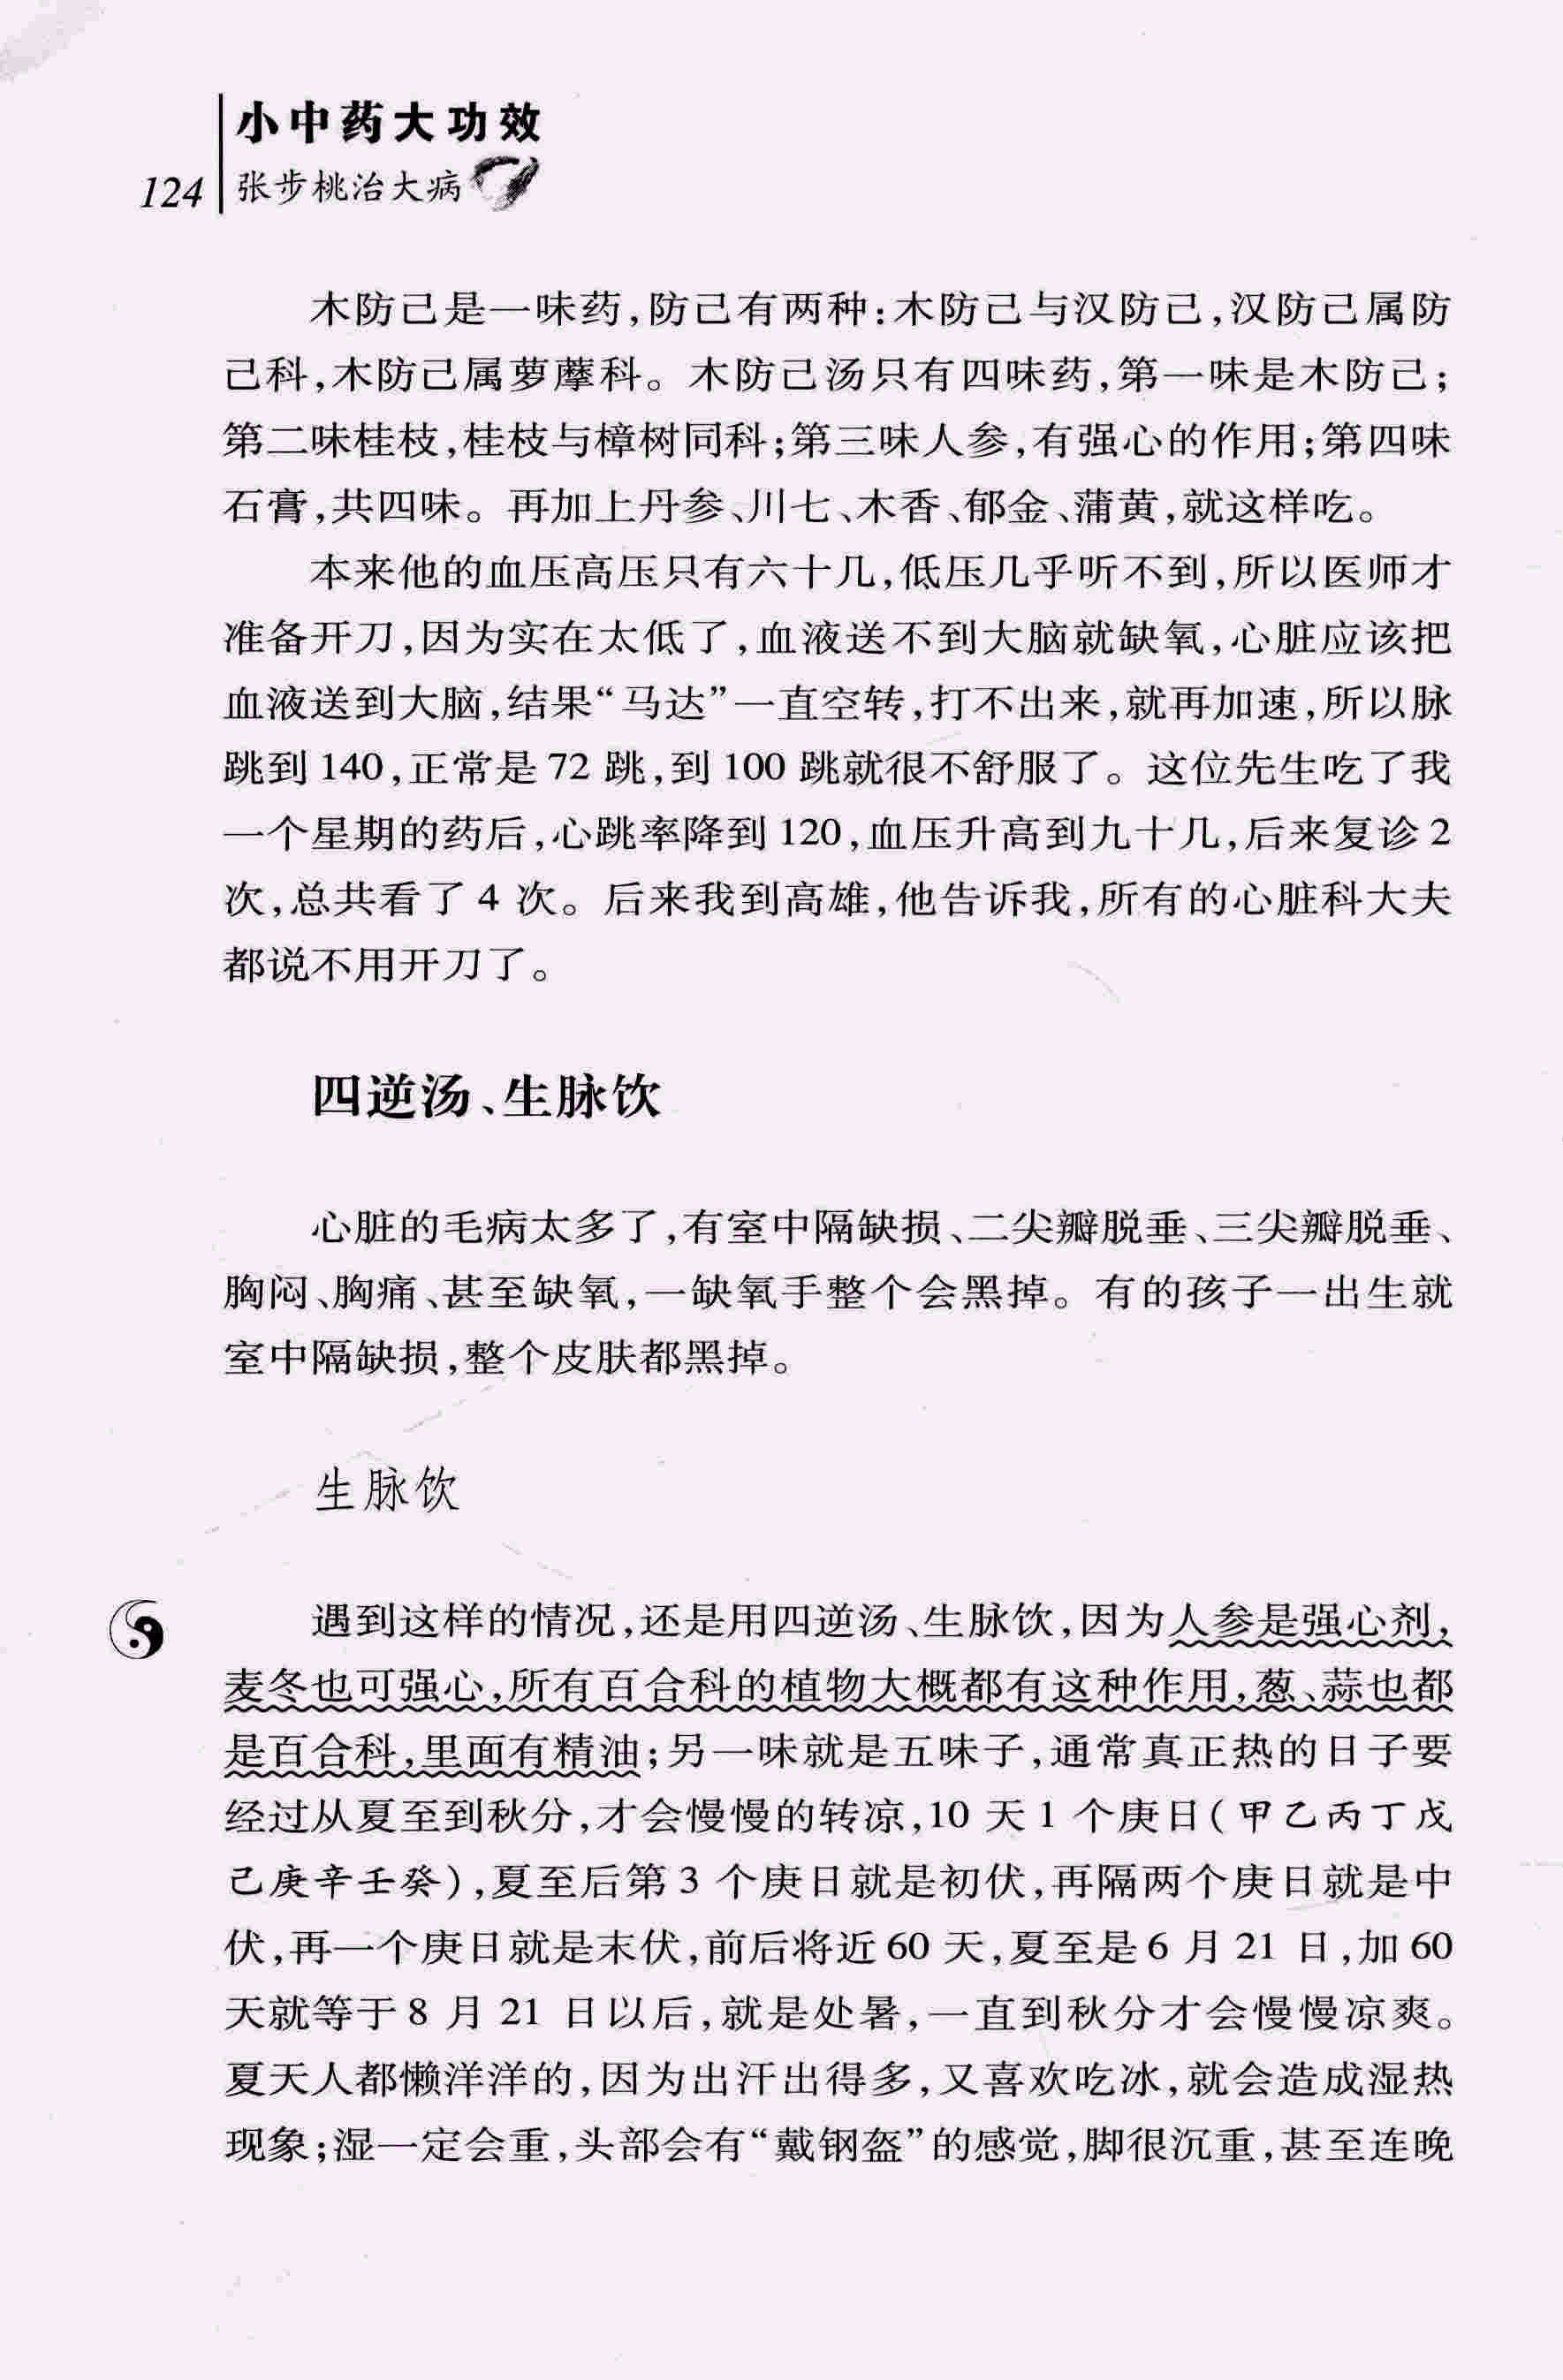 小中药大功效
124 张步桃治大病
木防己是一味药,防己有两种:木防己与汉防己,汉防己属防
己科,木防己属萝藦科。木防己汤只有四味药,第一味是木防己;
第二味桂枝,桂枝与樟树同科;第三味人参,有强心的作用;第四味
石膏,共四味。再加上丹参、川七、木香、郁金、蒲黄,就这样吃。
本来他的血压高压只有六十几,低压几乎听不到,所以医师才
准备开刀,因为实在太低了,血液送不到大脑就缺氧,心脏应该把
血液送到大脑,结果“马达”一直空转,打不出来,就再加速,所以脉
跳到140,正常是72跳,到100跳就很不舒服了。这位先生吃了我
一个星期的药后,心跳率降到120,血压升高到九十几,后来复诊2
次,总共看了4次。后来我到高雄,他告诉我,所有的心脏科大夫
都说不用开刀了。
四逆汤、生脉饮
心脏的毛病太多了,有室中隔缺损、二尖瓣脱垂、三尖瓣脱垂、
胸闷、胸痛、甚至缺氧,一缺氧手整个会黑掉。有的孩子一出生就
室中隔缺损,整个皮肤都黑掉。
生脉饮
遇到这样的情况,还是用四逆汤、生脉饮,因为人参是强心剂,
麦冬也可强心,所有百合科的植物大概都有这种作用,葱、蒜也都
是百合科,里面有精油;另一味就是五味子,通常真正热的日子要
经过从夏至到秋分,才会慢慢的转凉,10天1个庚日(甲乙丙丁戊
己庚辛壬癸),夏至后第3个庚日就是初伏,再隔两个庚日就是中
伏,再一个庚日就是末伏,前后将近60天,夏至是6月21日,加60
天就等于8月21日以后,就是处暑,一直到秋分才会慢慢凉爽。
夏天人都懒洋洋的,因为出汗出得多,又喜欢吃冰,就会造成湿热
现象;湿一定会重,头部会有“戴钢盔”的感觉,脚很沉重,甚至连晚